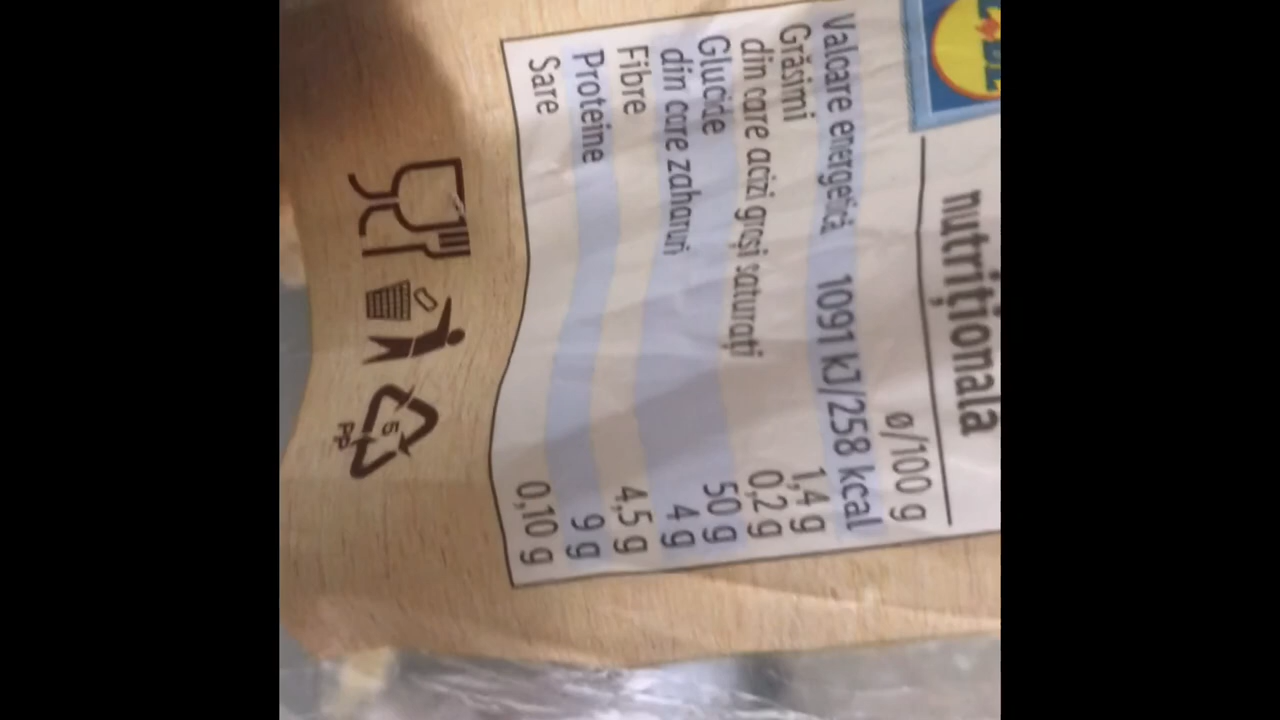 nutrițională
ø/100 g
Valoare energetică 1091 kJ/258 kcal
Grăsimi 1,4 g
din care acizi grași saturați 0,2 g
Glucide 50 g
din care zaharuri 4 g
Fibre 4,5 g
Proteine 9 g
Sare 0,10 g
5
PP